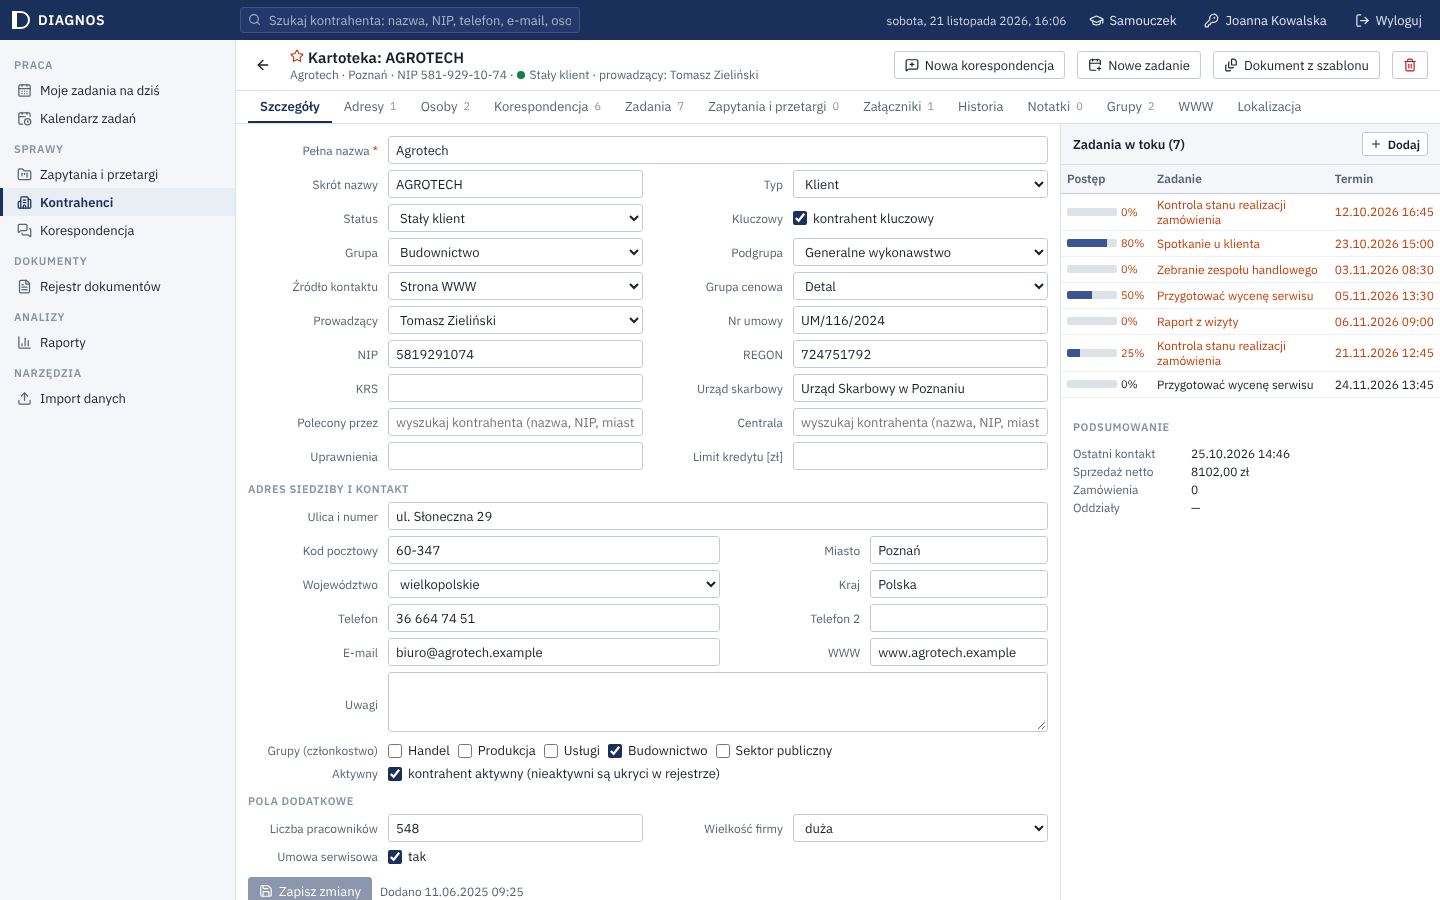 DIAGNOS
Szukaj kontrahenta: nazwa, NIP, telefon, e-mail, oso
sobota, 21 listopada 2026, 16:06
Samouczek
Joanna Kowalska
Wyloguj
PRACA
Moje zadania na dziś
Kalendarz zadań
SPRAWY
Zapytania i przetargi
Kontrahenci
Korespondencja
DOKUMENTY
Rejestr dokumentów
ANALIZY
Raporty
NARZĘDZIA
Import danych
Kartoteka: AGROTECH
Agrotech · Poznań · NIP 581-929-10-74 · Stały klient · prowadzący: Tomasz Zieliński
Nowa korespondencja
Nowe zadanie
Dokument z szablonu
Szczegóły
Adresy 1
Osoby 2
Korespondencja 6
Zadania 7
Zapytania i przetargi 0
Załączniki 1
Historia
Notatki 0
Grupy 2
WWW
Lokalizacja
Pełna nazwa * Agrotech
Skrót nazwy AGROTECH
Typ Klient
Status Stały klient
Kluczowy kontrahent kluczowy
Grupa Budownictwo
Podgrupa Generalne wykonawstwo
Źródło kontaktu Strona WWW
Grupa cenowa Detal
Prowadzący Tomasz Zieliński
Nr umowy UM/116/2024
NIP 5819291074
REGON 724751792
KRS
Urząd skarbowy Urząd Skarbowy w Poznaniu
Polecony przez wyszukaj kontrahenta (nazwa, NIP, miast
Centrala wyszukaj kontrahenta (nazwa, NIP, miast
Uprawnienia
Limit kredytu [zł]
ADRES SIEDZIBY I KONTAKT
Ulica i numer ul. Słoneczna 29
Kod pocztowy 60-347
Miasto Poznań
Województwo wielkopolskie
Kraj Polska
Telefon 36 664 74 51
Telefon 2
E-mail biuro@agrotech.example
WWW www.agrotech.example
Uwagi
Grupy (członkostwo) Handel Produkcja Usługi Budownictwo Sektor publiczny
Aktywny kontrahent aktywny (nieaktywni są ukryci w rejestrze)
POLA DODATKOWE
Liczba pracowników 548
Wielkość firmy duża
Umowa serwisowa tak
Zapisz zmiany
Dodano 11.06.2025 09:25
Zadania w toku (7)
Dodaj
Postęp Zadanie Termin
0% Kontrola stanu realizacji zamówienia 12.10.2026 16:45
80% Spotkanie u klienta 23.10.2026 15:00
0% Zebranie zespołu handlowego 03.11.2026 08:30
50% Przygotować wycenę serwisu 05.11.2026 13:30
0% Raport z wizyty 06.11.2026 09:00
25% Kontrola stanu realizacji zamówienia 21.11.2026 12:45
0% Przygotować wycenę serwisu 24.11.2026 13:45
PODSUMOWANIE
Ostatni kontakt 25.10.2026 14:46
Sprzedaż netto 8102,00 zł
Zamówienia 0
Oddziały —